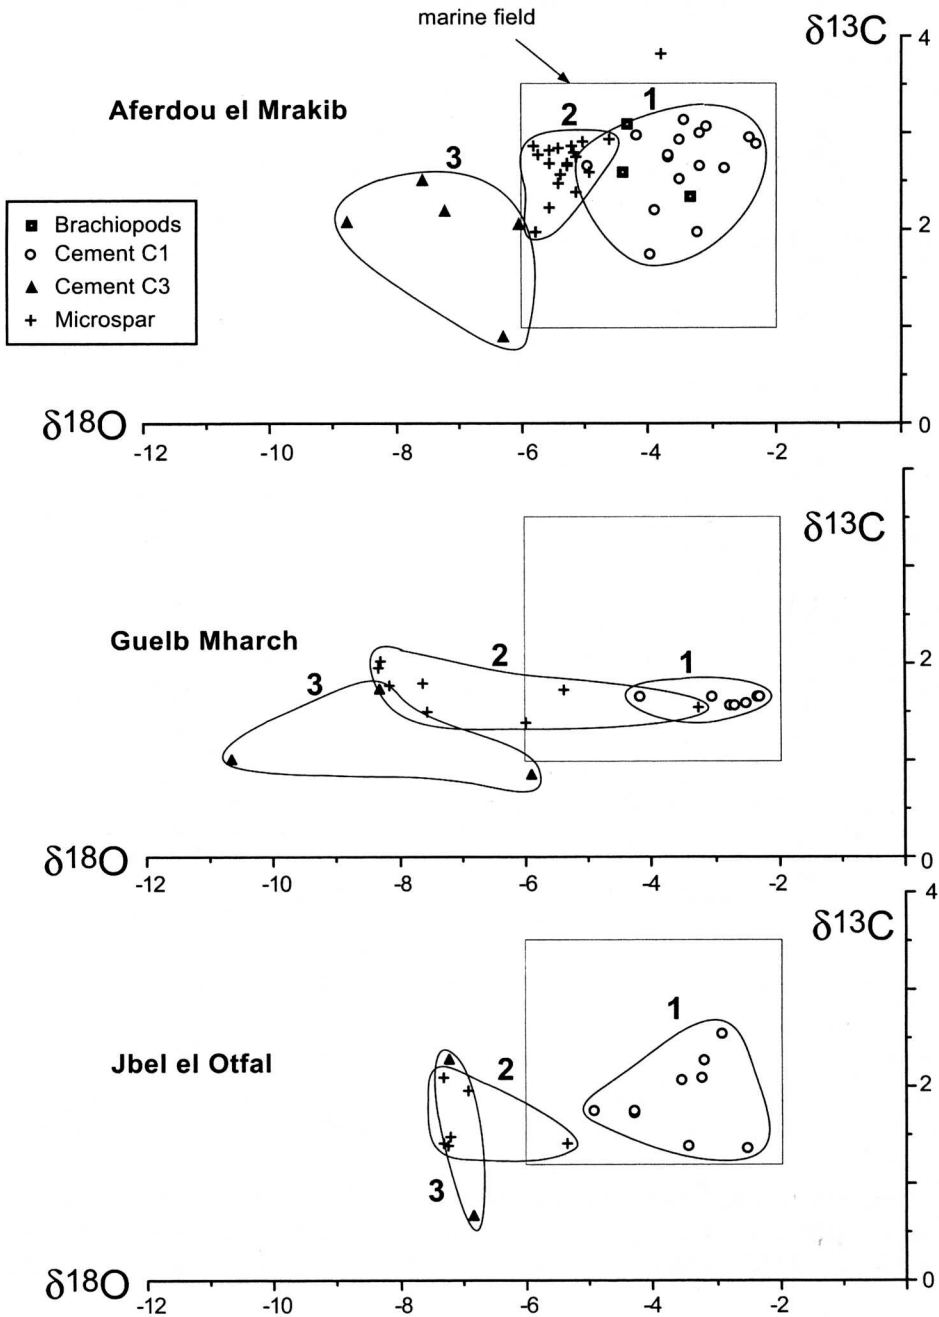 marine field
δ13C
4
Aferdou el Mrakib
1
2
3
Brachiopods
Cement C1
Cement C3
Microspar
2
0
δ18O
-12 -10 -8 -6 -4 -2
δ13C
Guelb Mharch
2
1
3
2
0
δ18O
-12 -10 -8 -6 -4 -2
4
δ13C
1
Jbel el Otfal
2
2
3
0
δ18O
-12 -10 -8 -6 -4 -2